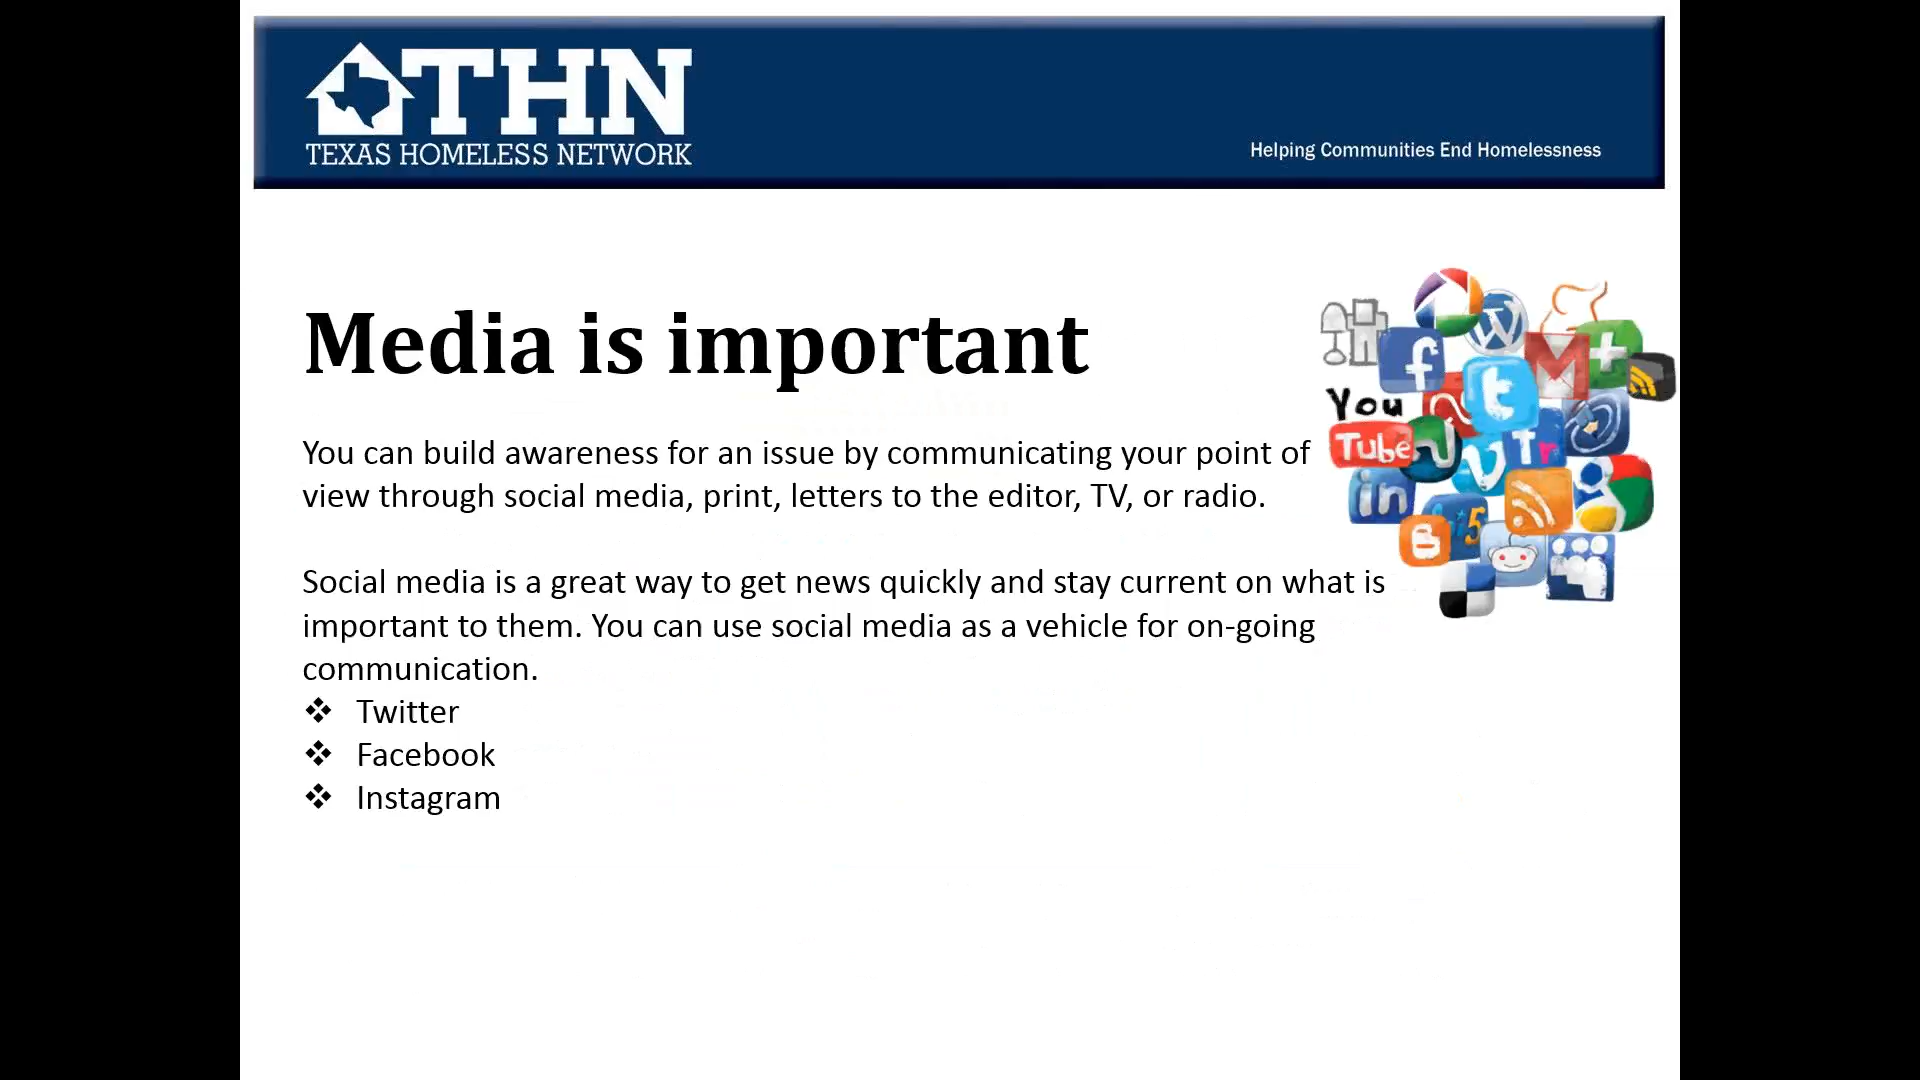 THN
TEXAS HOMELESS NETWORK
Helping Communities End Homelessness
Media is important
You can build awareness for an issue by communicating your point of
view through social media, print, letters to the editor, TV, or radio.
Social media is a great way to get news quickly and stay current on what is
important to them. You can use social media as a vehicle for on-going
communication.
❖ Twitter
❖ Facebook
❖ Instagram
W
f
t
You
Tube
v
Tr
in
hi5
B